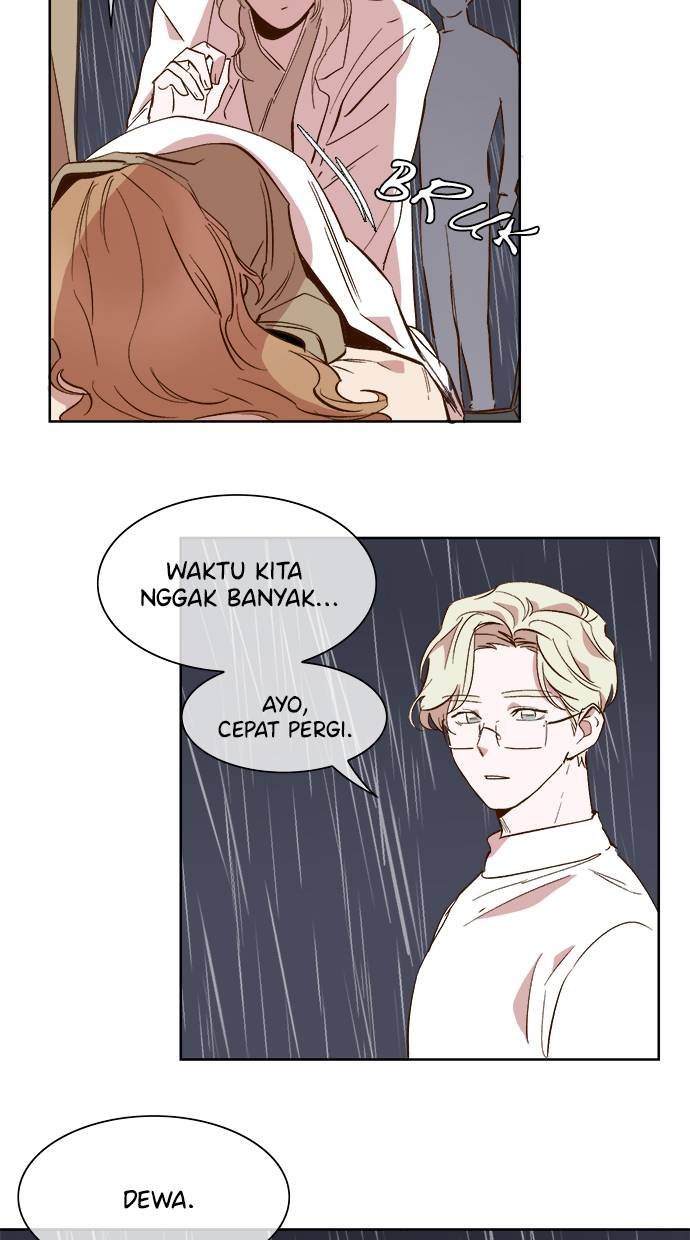 BRUK
WAKTU KITA
NGGAK BANYAK...
AYO,
CEPAT PERGI.
DEWA.